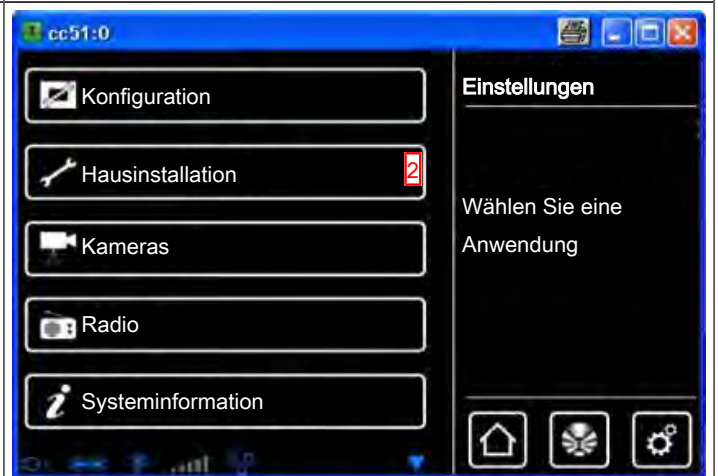 cc51:0
Konfiguration
Hausinstallation 2
Kameras
Radio
Systeminformation
Einstellungen
Wählen Sie eine
Anwendung